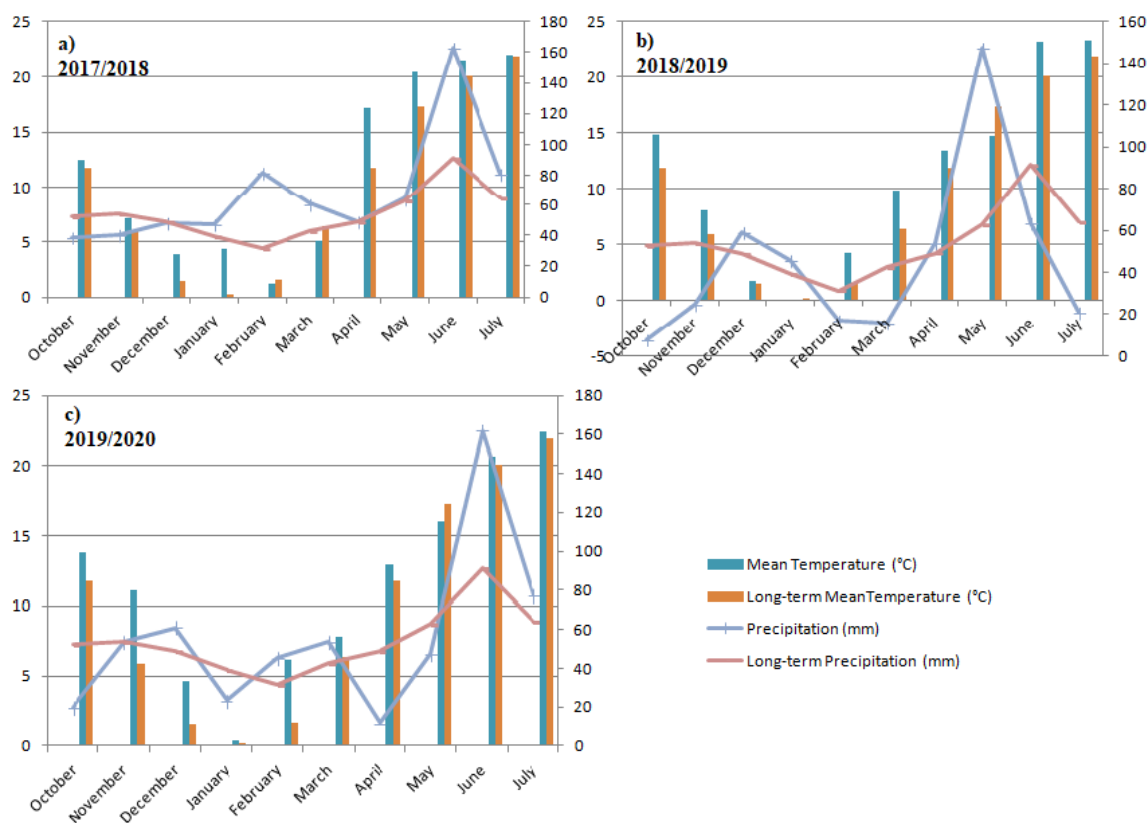 a)
2017/2018
25
20
15
10
5
0
180
160
140
120
100
80
60
40
20
0
October
November
December
January
February
March
April
May
June
July
b)
2018/2019
25
20
15
10
5
0
-5
160
140
120
100
80
60
40
20
0
October
November
December
January
February
March
April
May
June
July
c)
2019/2020
25
20
15
10
5
0
180
160
140
120
100
80
60
40
20
0
October
November
December
January
February
March
April
May
June
July
Mean Temperature (°C)
Long-term MeanTemperature (°C)
Precipitation (mm)
Long-term Precipitation (mm)